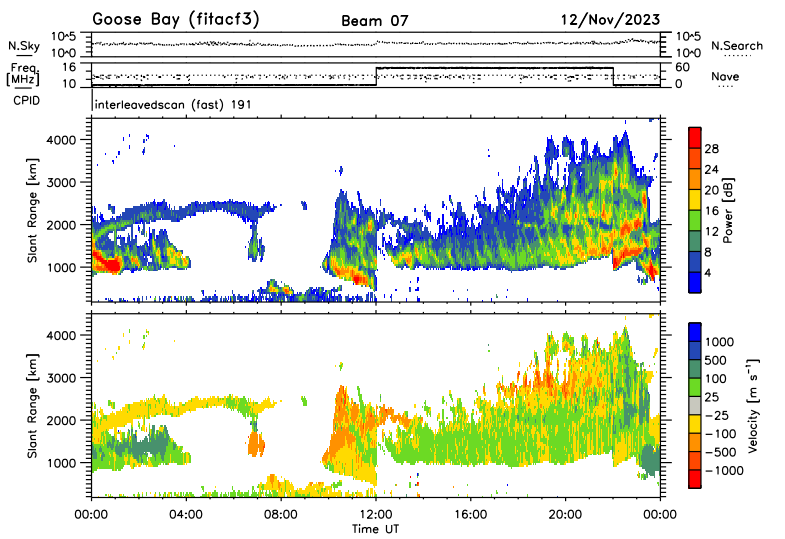 Goose Bay (fitacf3) Beam 07 12/Nov/2023
N.Sky 10^5 10^0 10^5 10^0 N.Search
Freq. [MHz] 16 10 60 0 Nave
CPID interleavedscan (fast) 191
Slant Range [km] 4000 3000 2000 1000
28 24 20 16 12 8 4 Power [dB]
Slant Range [km] 4000 3000 2000 1000
1000 500 100 25 −25 −100 −500 −1000 Velocity [m s⁻¹]
00:00 04:00 08:00 12:00 16:00 20:00 00:00
Time UT